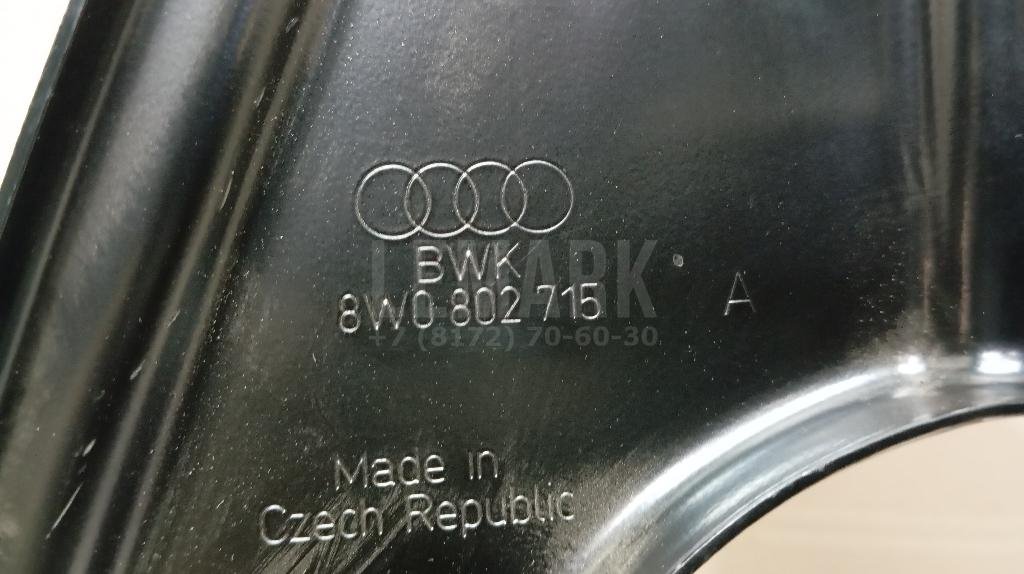 BWK
8W0 802 715
A
+7 (8172) 70-60-30
Made in
Czech Republic